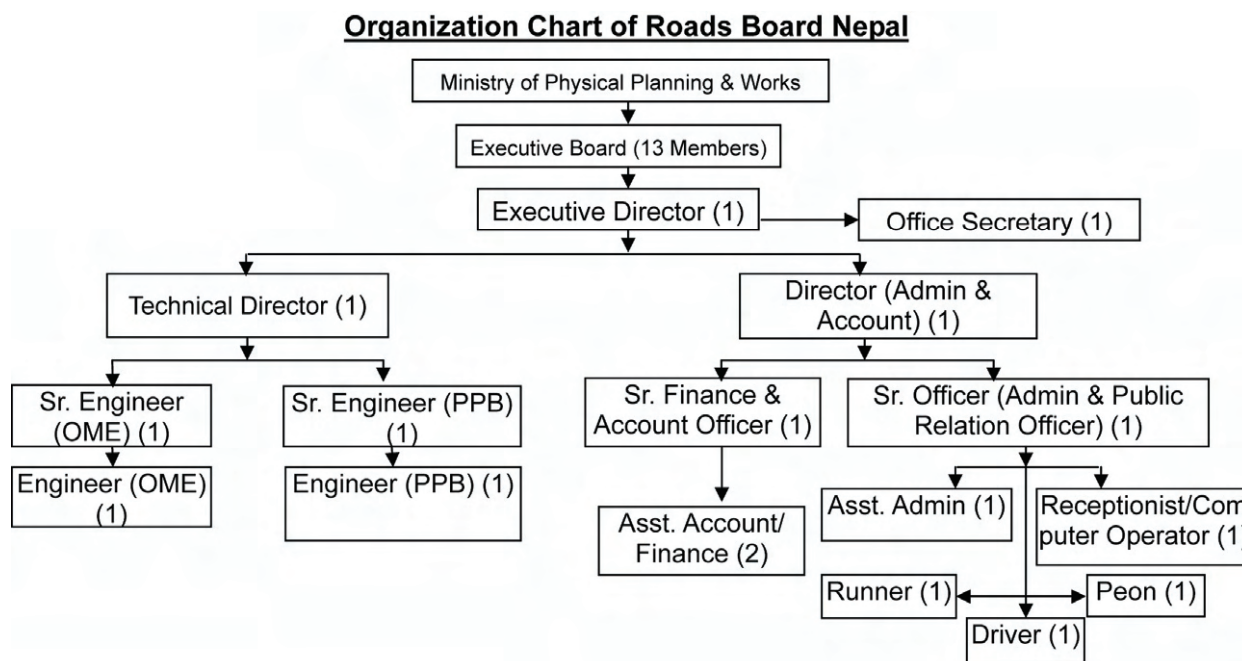 Organization Chart of Roads Board Nepal
Ministry of Physical Planning & Works
Executive Board (13 Members)
Executive Director (1)
Office Secretary (1)
Technical Director (1)
Director (Admin &
Account) (1)
Sr. Engineer
(OME) (1)
Sr. Engineer (PPB)
(1)
Sr. Finance &
Account Officer (1)
Sr. Officer (Admin & Public
Relation Officer) (1)
Engineer (OME)
(1)
Engineer (PPB) (1)
Asst. Account/
Finance (2)
Asst. Admin (1)
Receptionist/Com
puter Operator (1)
Runner (1)
Peon (1)
Driver (1)